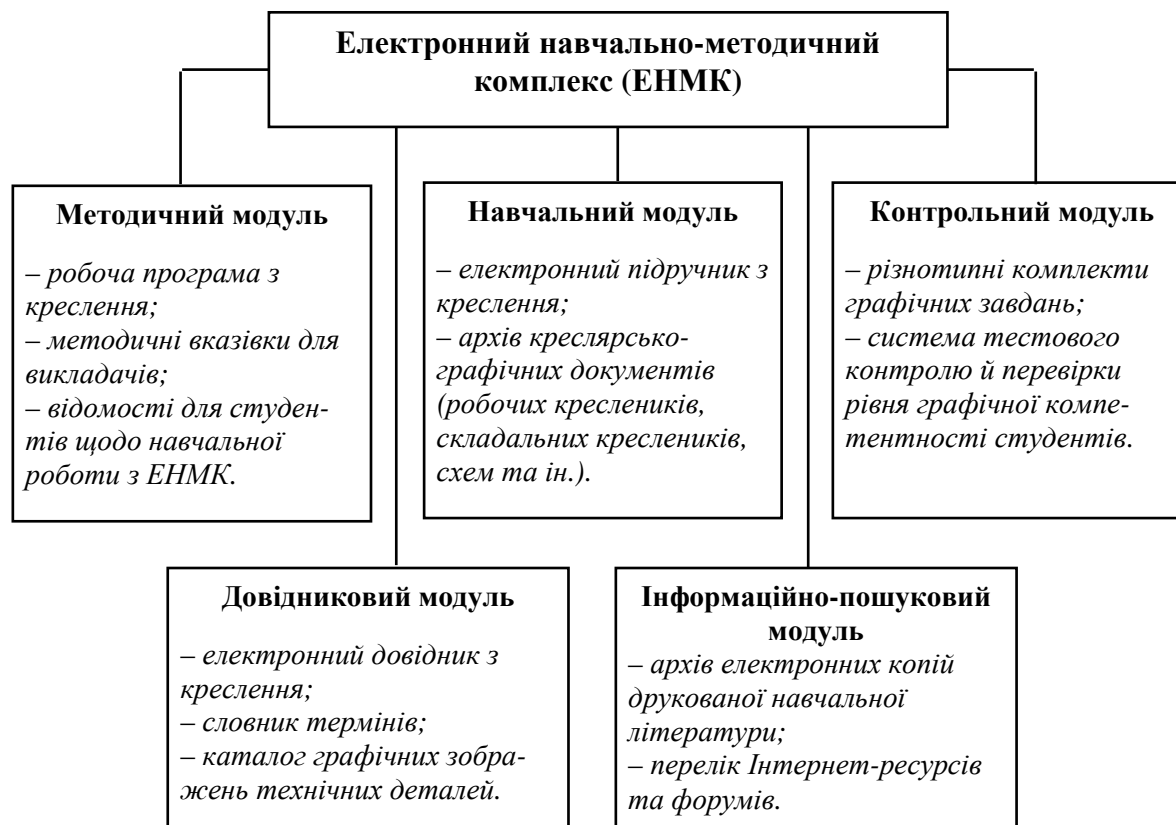 Електронний навчально-методичний
комплекс (ЕНМК)
Методичний модуль
– робоча програма з
креслення;
– методичні вказівки для
викладачів;
– відомості для студен-
тів щодо навчальної
роботи з ЕНМК.
Навчальний модуль
– електронний підручник з
креслення;
– архів креслярсько-
графічних документів
(робочих креслеників,
складальних креслеників,
схем та ін.).
Контрольний модуль
– різнотипні комплекти
графічних завдань;
– система тестового
контролю й перевірки
рівня графічної компе-
тентності студентів.
Довідниковий модуль
– електронний довідник з
креслення;
– словник термінів;
– каталог графічних зобра-
жень технічних деталей.
Інформаційно-пошуковий
модуль
– архів електронних копій
друкованої навчальної
літератури;
– перелік Інтернет-ресурсів
та форумів.